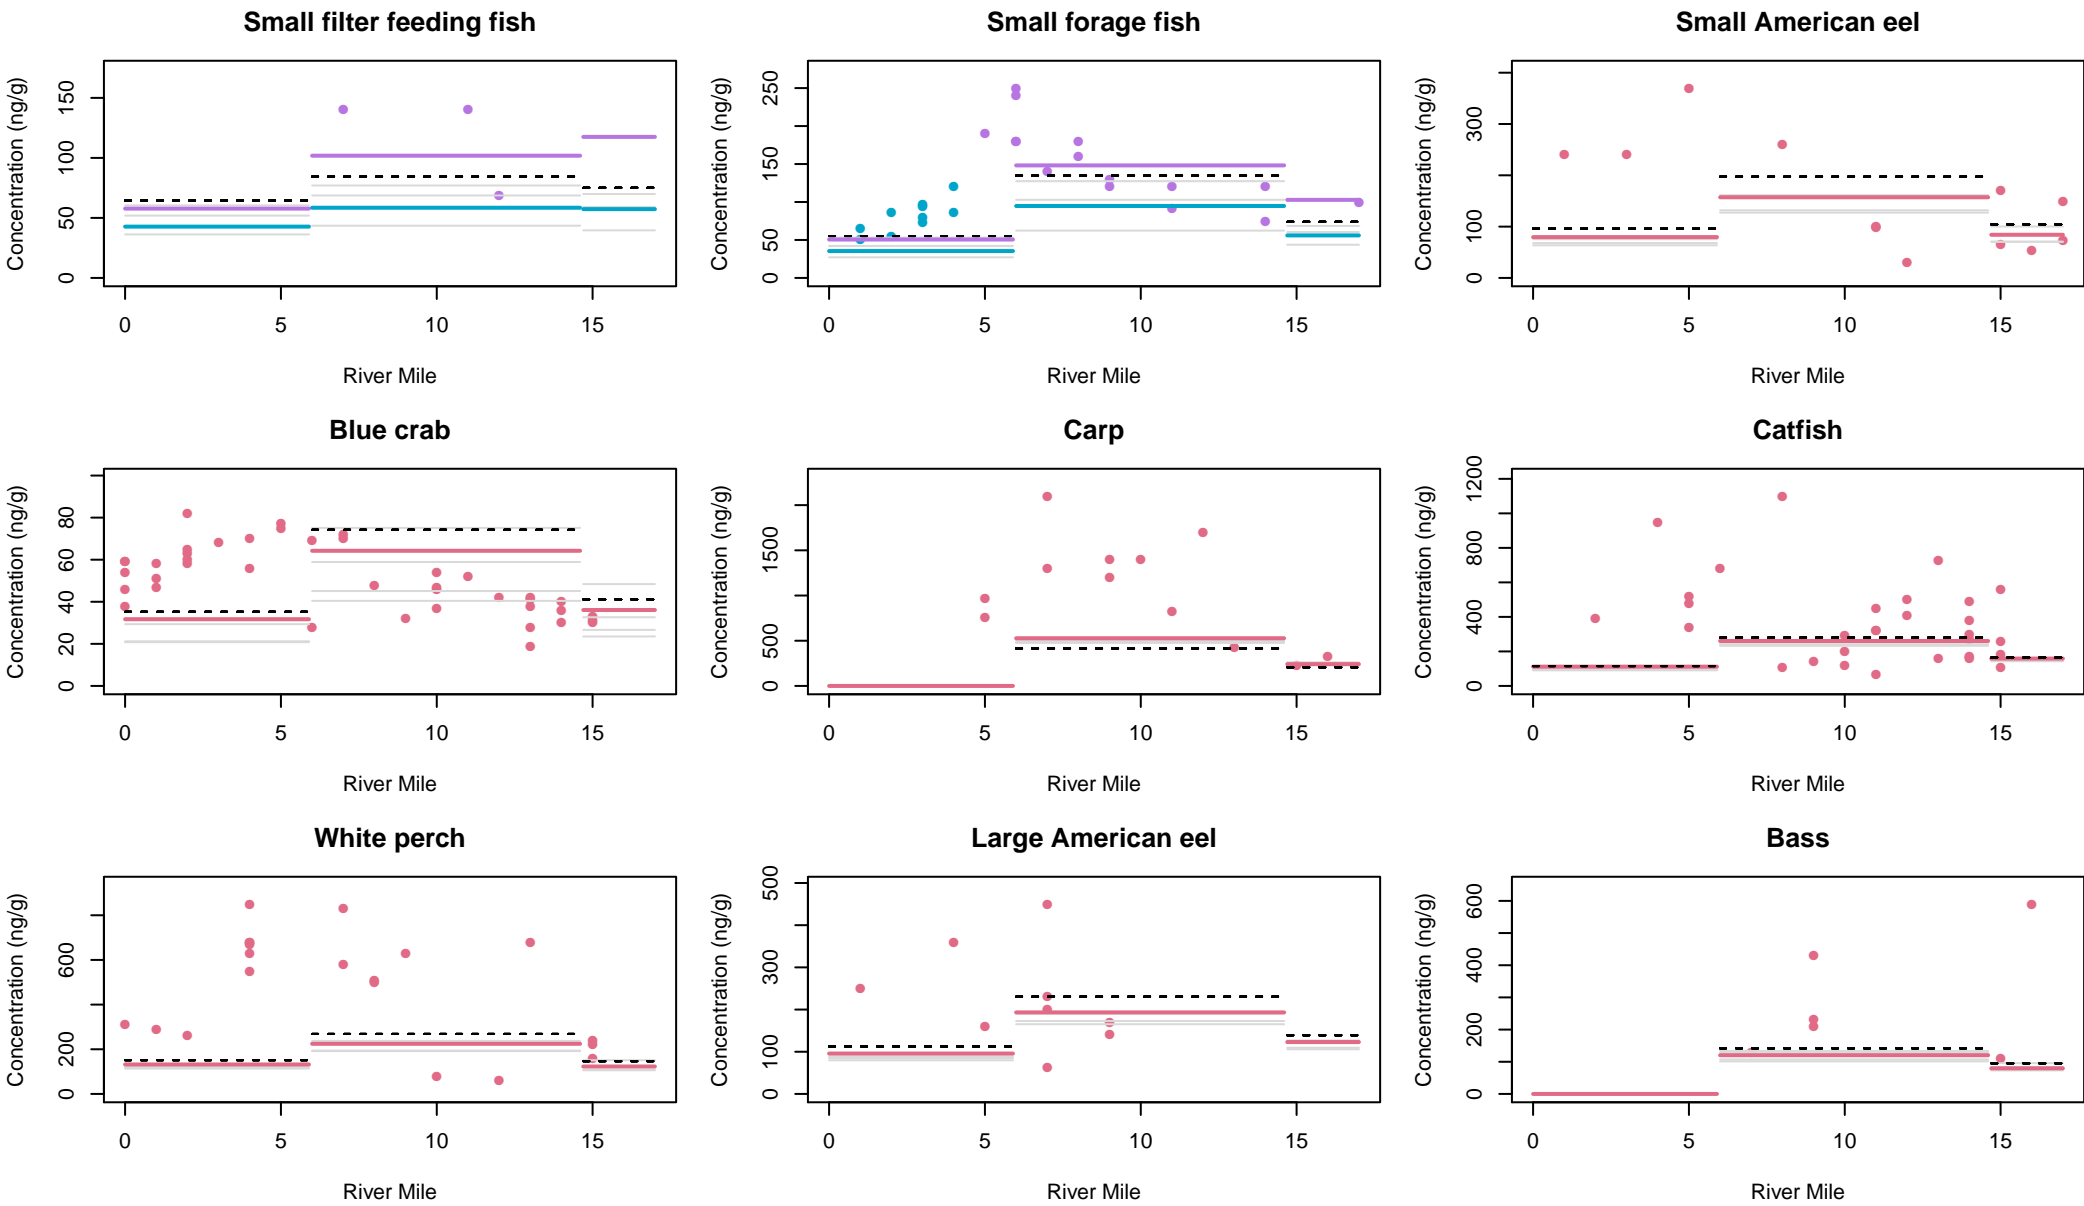 Small filter feeding fish
Concentration (ng/g)
0 50 100 150
0 5 10 15
River Mile
Small forage fish
Concentration (ng/g)
0 50 150 250
0 5 10 15
River Mile
Small American eel
Concentration (ng/g)
0 100 300
0 5 10 15
River Mile
Blue crab
Concentration (ng/g)
0 20 40 60 80
0 5 10 15
River Mile
Carp
Concentration (ng/g)
0 500 1500
0 5 10 15
River Mile
Catfish
Concentration (ng/g)
0 400 800 1200
0 5 10 15
River Mile
White perch
Concentration (ng/g)
0 200 600
0 5 10 15
River Mile
Large American eel
Concentration (ng/g)
0 100 300 500
0 5 10 15
River Mile
Bass
Concentration (ng/g)
0 200 400 600
0 5 10 15
River Mile